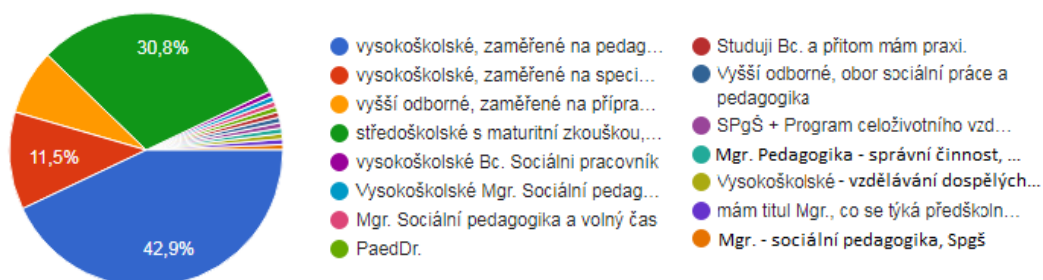 30,8%
11,5%
42,9%
vysokoškolské, zaměřené na pedag...
vysokoškolské, zaměřené na speci...
vyšší odborné, zaměřené na přípra...
středoškolské s maturitní zkouškou,...
vysokoškolské Bc. Sociálni pracovník
Vysokoškolské Mgr. Sociální pedag...
Mgr. Sociální pedagogika a volný čas
PaedDr.
Studuji Bc. a přitom mám praxi.
Vyšší odborné, obor sociální práce a
pedagogika
SPgŠ + Program celoživotního vzd...
Mgr. Pedagogika - správní činnost, ...
Vysokoškolské - vzdělávání dospělých...
mám titul Mgr., co se týká předškoln...
Mgr. - sociální pedagogika, Spgš